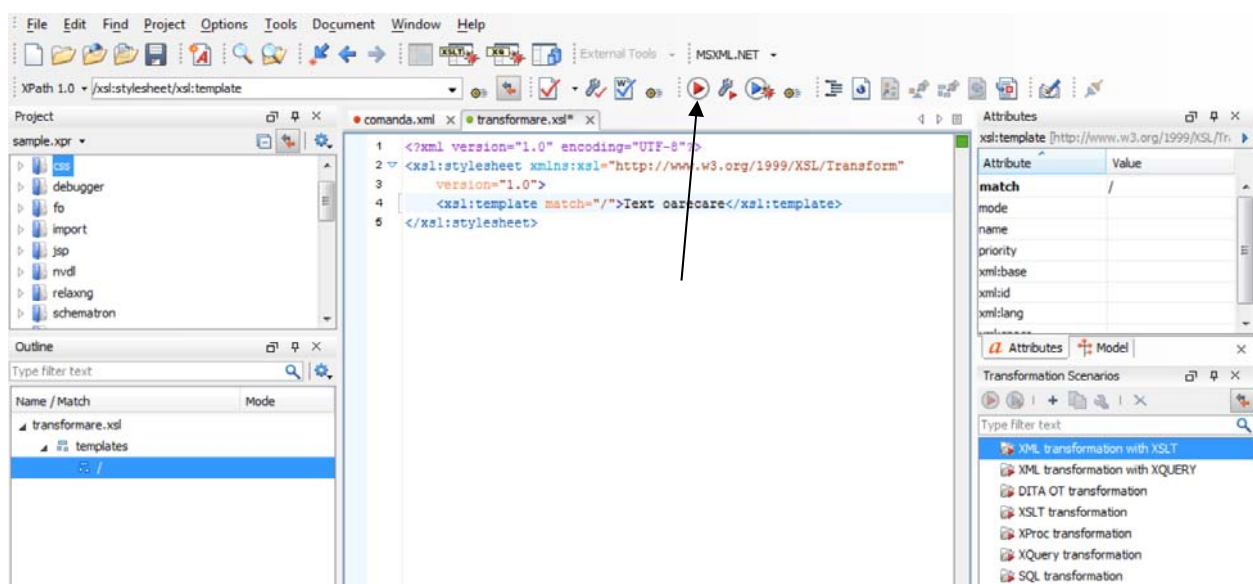 File Edit Find Project Options Tools Document Window Help
XSLT XQ External Tools MSXML.NET
XPath 1.0 /xsl:stylesheet/xsl:template
Project
sample.xpr
css
debugger
fo
import
jsp
nvdl
relaxng
schematron
Outline
Type filter text
Name / Match Mode
transformare.xsl
templates
/
comanda.xml transformare.xsl*
1 <?xml version="1.0" encoding="UTF-8"?>
2 <xsl:stylesheet xmlns:xsl="http://www.w3.org/1999/XSL/Transform"
3 version="1.0">
4 <xsl:template match="/">Text oarecare</xsl:template>
5 </xsl:stylesheet>
Attributes
xsl:template [http://www.w3.org/1999/XSL/Tr.
Attribute Value
match /
mode
name
priority
xml:base
xml:id
xml:lang
Attributes Model
Transformation Scenarios
Type filter text
XML transformation with XSLT
XML transformation with XQUERY
DITA OT transformation
XSLT transformation
XProc transformation
XQuery transformation
SQL transformation